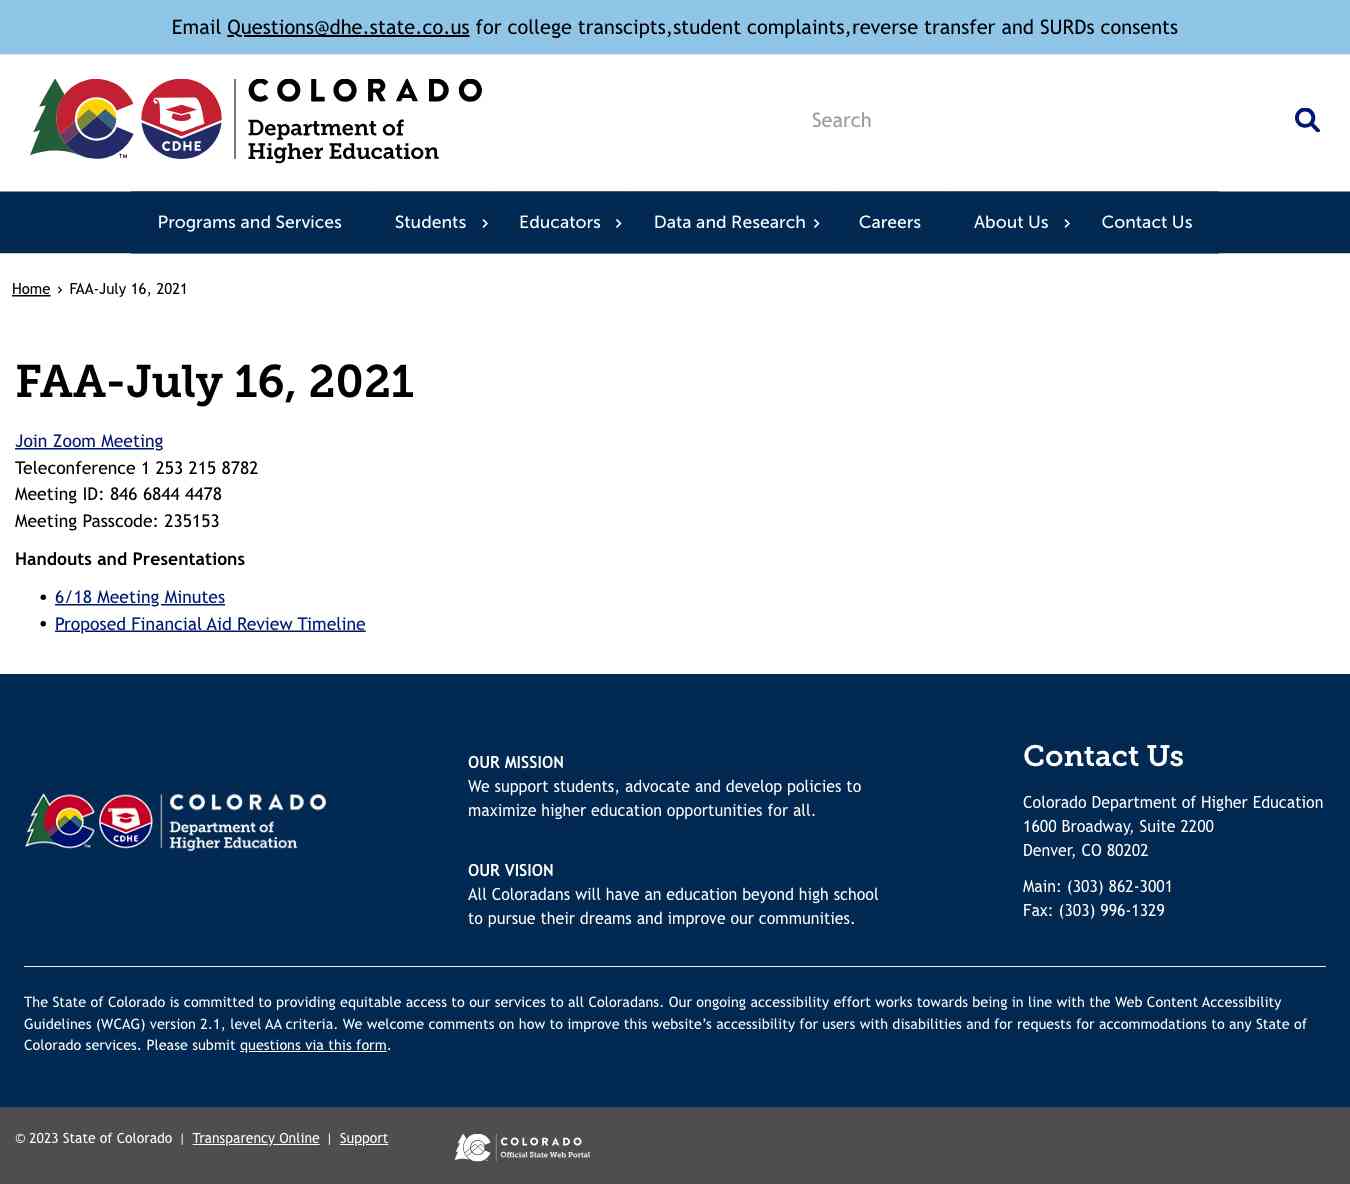 Email Questions@dhe.state.co.us for college transcipts,student complaints,reverse transfer and SURDs consents
CDHE
TM
COLORADO
Department of
Higher Education
Search
Programs and Services
Students
Educators
Data and Research
Careers
About Us
Contact Us
Home › FAA-July 16, 2021
FAA-July 16, 2021
Join Zoom Meeting
Teleconference 1 253 215 8782
Meeting ID: 846 6844 4478
Meeting Passcode: 235153
Handouts and Presentations
• 6/18 Meeting Minutes
• Proposed Financial Aid Review Timeline
CDHE
COLORADO
Department of
Higher Education
OUR MISSION
We support students, advocate and develop policies to
maximize higher education opportunities for all.
OUR VISION
All Coloradans will have an education beyond high school
to pursue their dreams and improve our communities.
Contact Us
Colorado Department of Higher Education
1600 Broadway, Suite 2200
Denver, CO 80202
Main: (303) 862-3001
Fax: (303) 996-1329
The State of Colorado is committed to providing equitable access to our services to all Coloradans. Our ongoing accessibility effort works towards being in line with the Web Content Accessibility
Guidelines (WCAG) version 2.1, level AA criteria. We welcome comments on how to improve this website’s accessibility for users with disabilities and for requests for accommodations to any State of
Colorado services. Please submit questions via this form.
© 2023 State of Colorado | Transparency Online | Support
COLORADO
Official State Web Portal